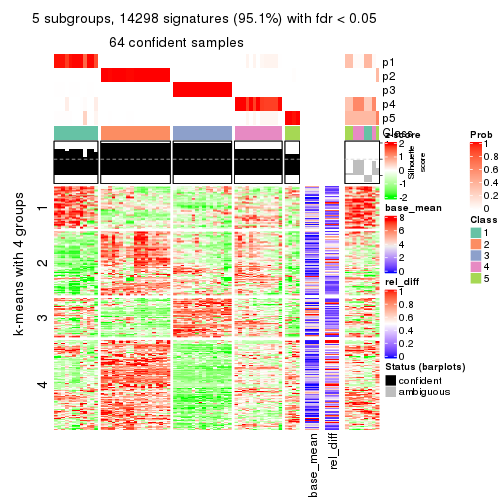 5 subgroups, 14298 signatures (95.1%) with fdr < 0.05
64 confident samples
p1
p2
p3
p4
p5
Class
Silhouette
score
k-means with 4 groups
1
2
3
4
base_mean
rel_diff
z-score
2
1
0
-1
-2
base_mean
8
6
4
2
0
rel_diff
1
0.8
0.6
0.4
0.2
0
Status (barplots)
confident
ambiguous
Prob
1
0.8
0.6
0.4
0.2
0
Class
1
2
3
4
5